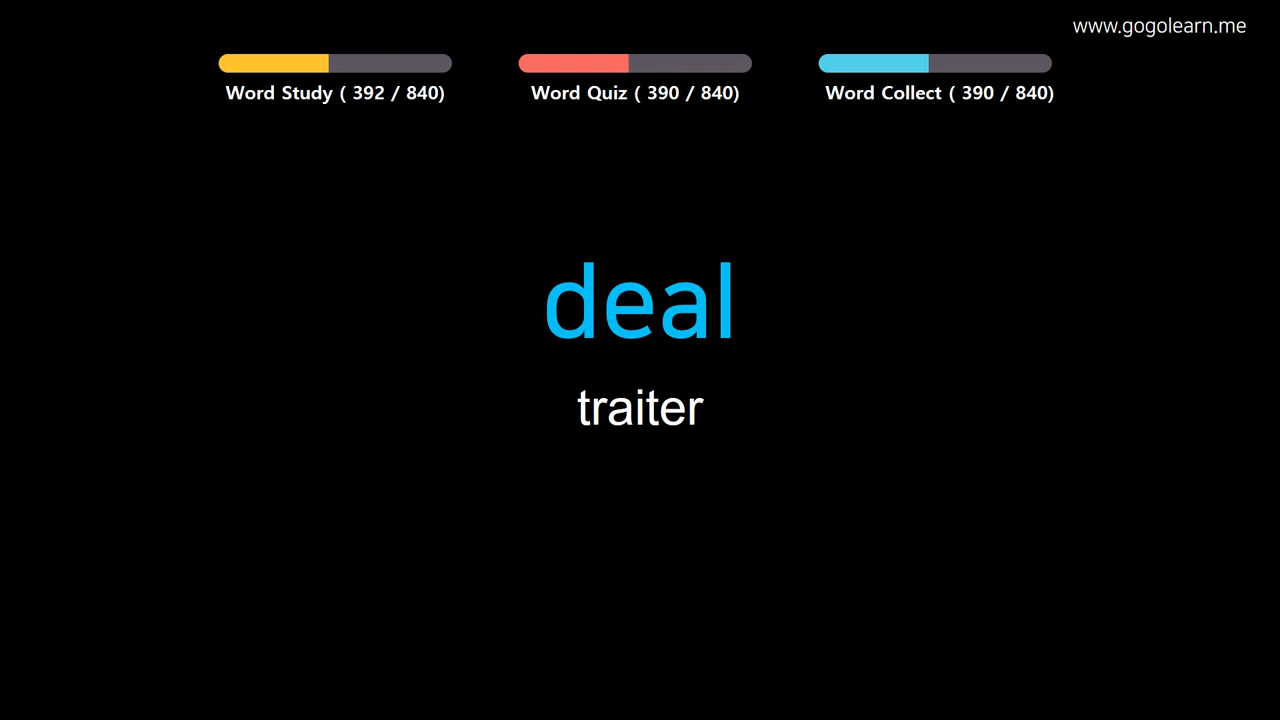 www.gogolearn.me
Word Study ( 392 / 840)
Word Quiz ( 390 / 840)
Word Collect ( 390 / 840)
deal
traiter